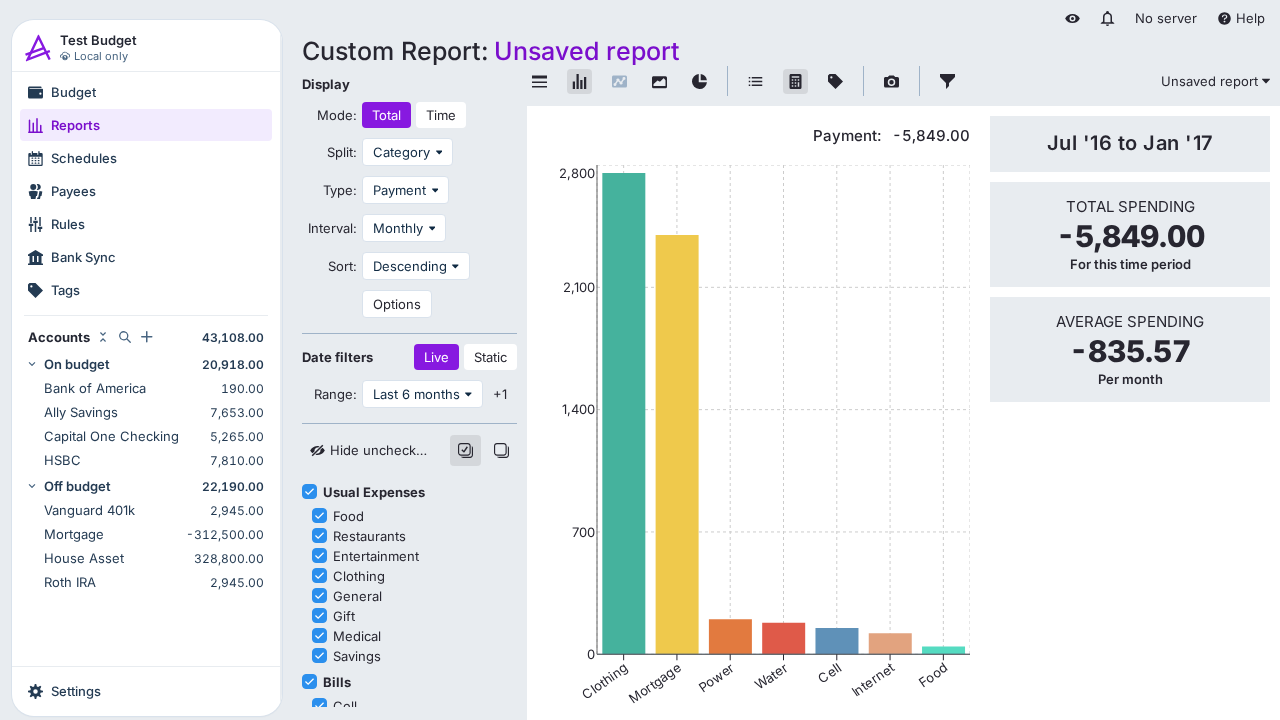 No server
Help
Test Budget
Local only
Budget
Reports
Schedules
Payees
Rules
Bank Sync
Tags
Accounts 43,108.00
On budget 20,918.00
Bank of America 190.00
Ally Savings 7,653.00
Capital One Checking 5,265.00
HSBC 7,810.00
Off budget 22,190.00
Vanguard 401k 2,945.00
Mortgage -312,500.00
House Asset 328,800.00
Roth IRA 2,945.00
Settings
Custom Report: Unsaved report
Display
Mode: Total Time
Split: Category
Type: Payment
Interval: Monthly
Sort: Descending
Options
Date filters Live Static
Range: Last 6 months +1
Hide uncheck...
Usual Expenses
Food
Restaurants
Entertainment
Clothing
General
Gift
Medical
Savings
Bills
Cell
Unsaved report
Payment: -5,849.00
2,800
2,100
1,400
700
0
Clothing
Mortgage
Power
Water
Cell
Internet
Food
Jul '16 to Jan '17
TOTAL SPENDING
-5,849.00
For this time period
AVERAGE SPENDING
-835.57
Per month